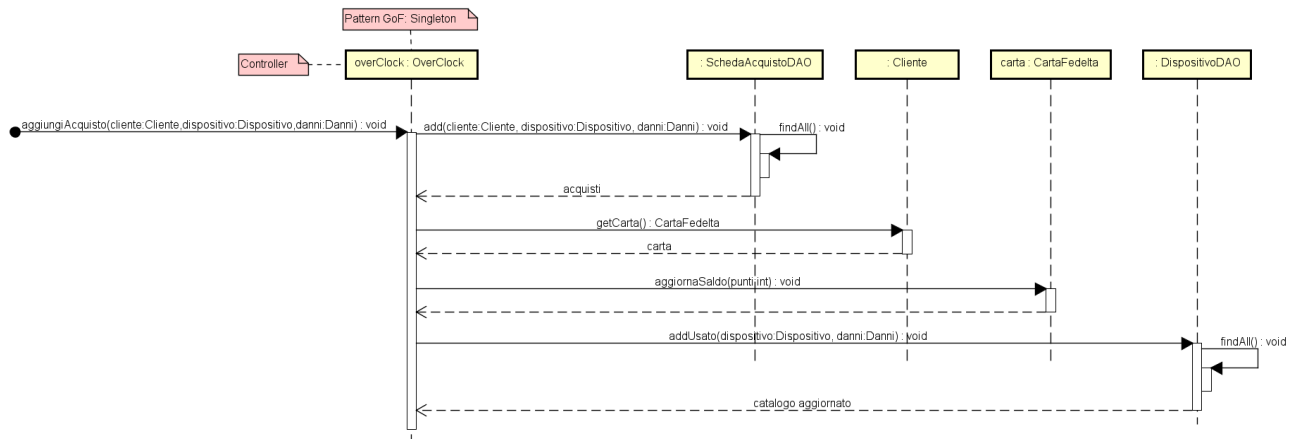 Pattern GoF: Singleton
Controller
overClock : OverClock
: SchedaAcquistoDAO
: Cliente
carta : CartaFedelta
: DispositivoDAO
aggiungiAcquisto(cliente:Cliente,dispositivo:Dispositivo,danni:Danni) : void
add(cliente:Cliente, dispositivo:Dispositivo, danni:Danni) : void
findAll() : void
acquisti
getCarta() : CartaFedelta
carta
aggiornaSaldo(punti:int) : void
addUsato(dispositivo:Dispositivo, danni:Danni) : void
findAll() : void
catalogo aggiornato